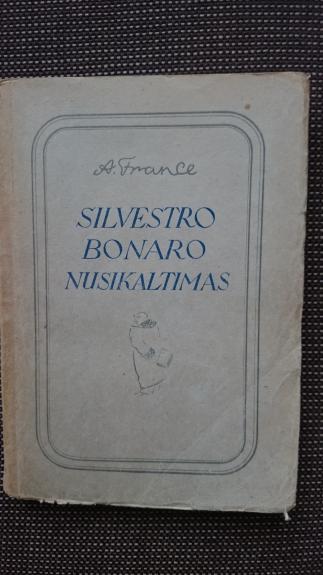 A. France
SILVESTRO
BONARO
NUSIKALTIMAS